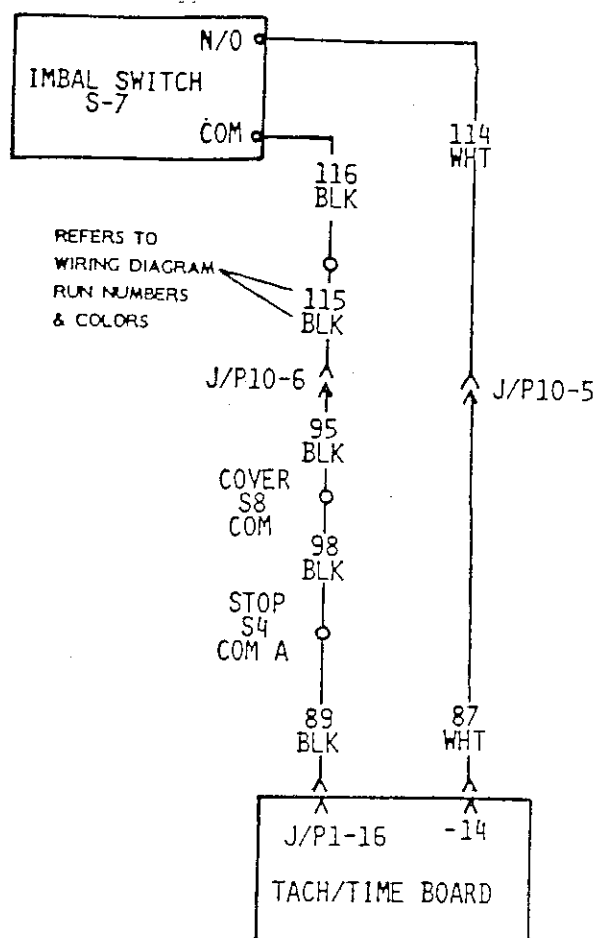 N/O
IMBAL SWITCH
S-7
COM
114
WHT
116
BLK
REFERS TO
WIRING DIAGRAM
RUN NUMBERS
& COLORS
115
BLK
J/P10-6
J/P10-5
95
BLK
COVER
S8
COM
98
BLK
STOP
S4
COM A
89
BLK
87
WHT
J/P1-16
-14
TACH/TIME BOARD